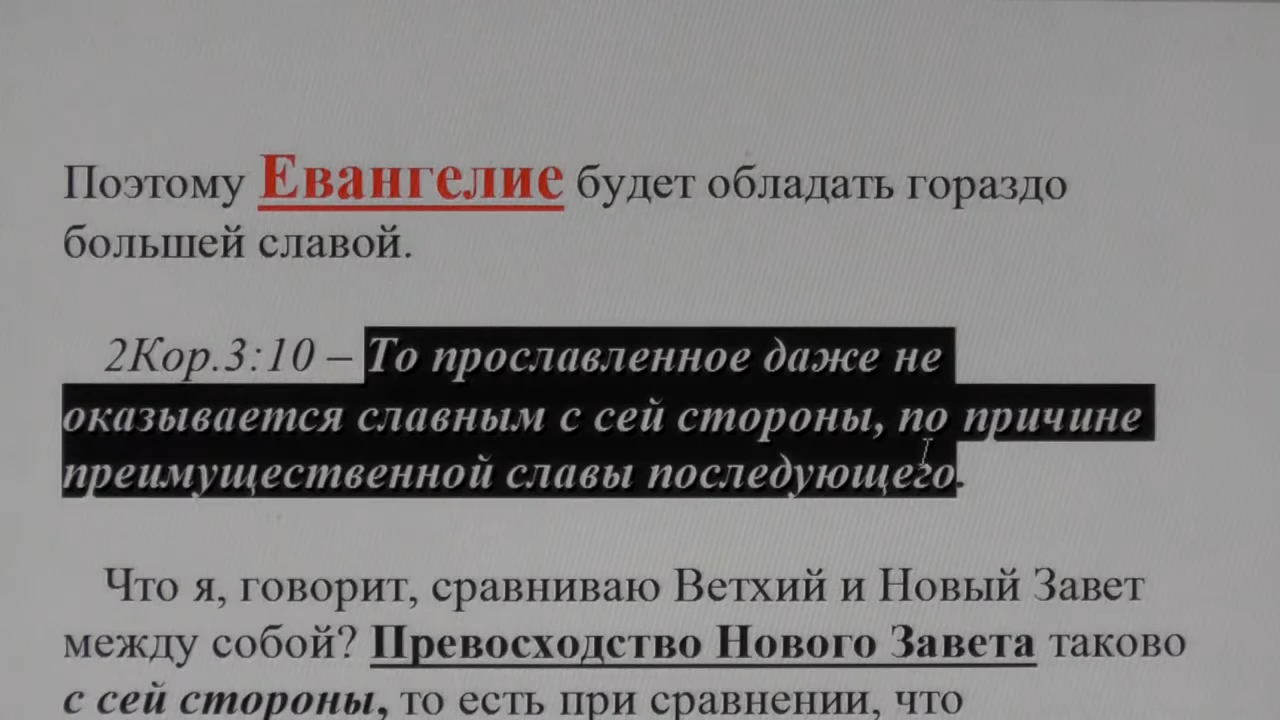 Поэтому Евангелие будет обладать гораздо
большей славой.
2Кор.3:10 – То прославленное даже не
оказывается славным с сей стороны, по причине
преимущественной славы последующего.
Что я, говорит, сравниваю Ветхий и Новый Завет
между собой? Превосходство Нового Завета таково
с сей стороны, то есть при сравнении, что